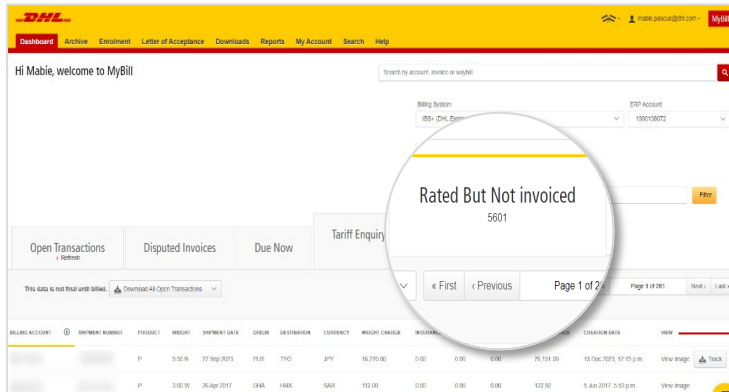 DHL
mabie.pascua@dhl.com
MyBill
Dashboard Archive Enrolment Letter of Acceptance Downloads Reports My Account Search Help
Hi Mabie, welcome to MyBill
Search by account, invoice or waybill
Billing System
ERP Account
IBS+ (DHL
1000138072
Rated But Not invoiced
5601
Filter
Open Transactions
Refresh
Disputed Invoices
Due Now
Tariff Enquiry
This data is not final until billed.
Download All Open Transactions
« First ‹ Previous Page 1 of 2
Page 1 of 281 Next › Last »
BILLING ACCOUNT SHIPMENT NUMBER PRODUCT WEIGHT SHIPMENT DATE ORIGIN DESTINATION CURRENCY WEIGHT CHARGE CREATION DATE VIEW
P 27 Sep 2023 TYO JPY 0.00 0.00 0.00 13 Dec 2023, 12:15 p.m. View Image Track
P 26 Apr 2017 DHA HMX SAR 112.00 0.00 0.00 0.00 122.92 5 Jun 2017, 5:53 p.m. View Image